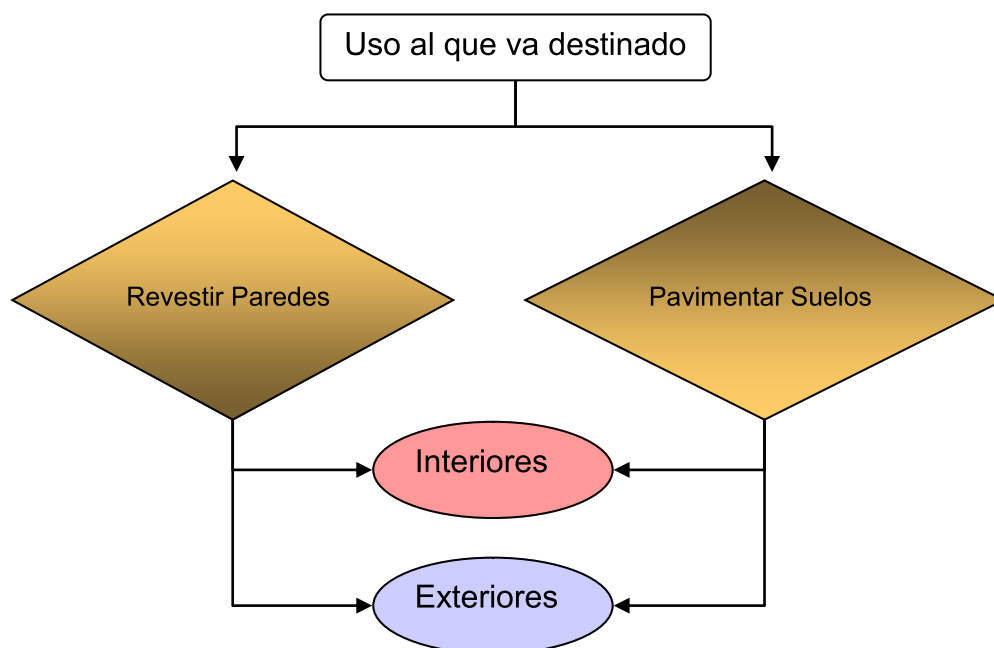 Uso al que va destinado
Revestir Paredes
Pavimentar Suelos
Interiores
Exteriores